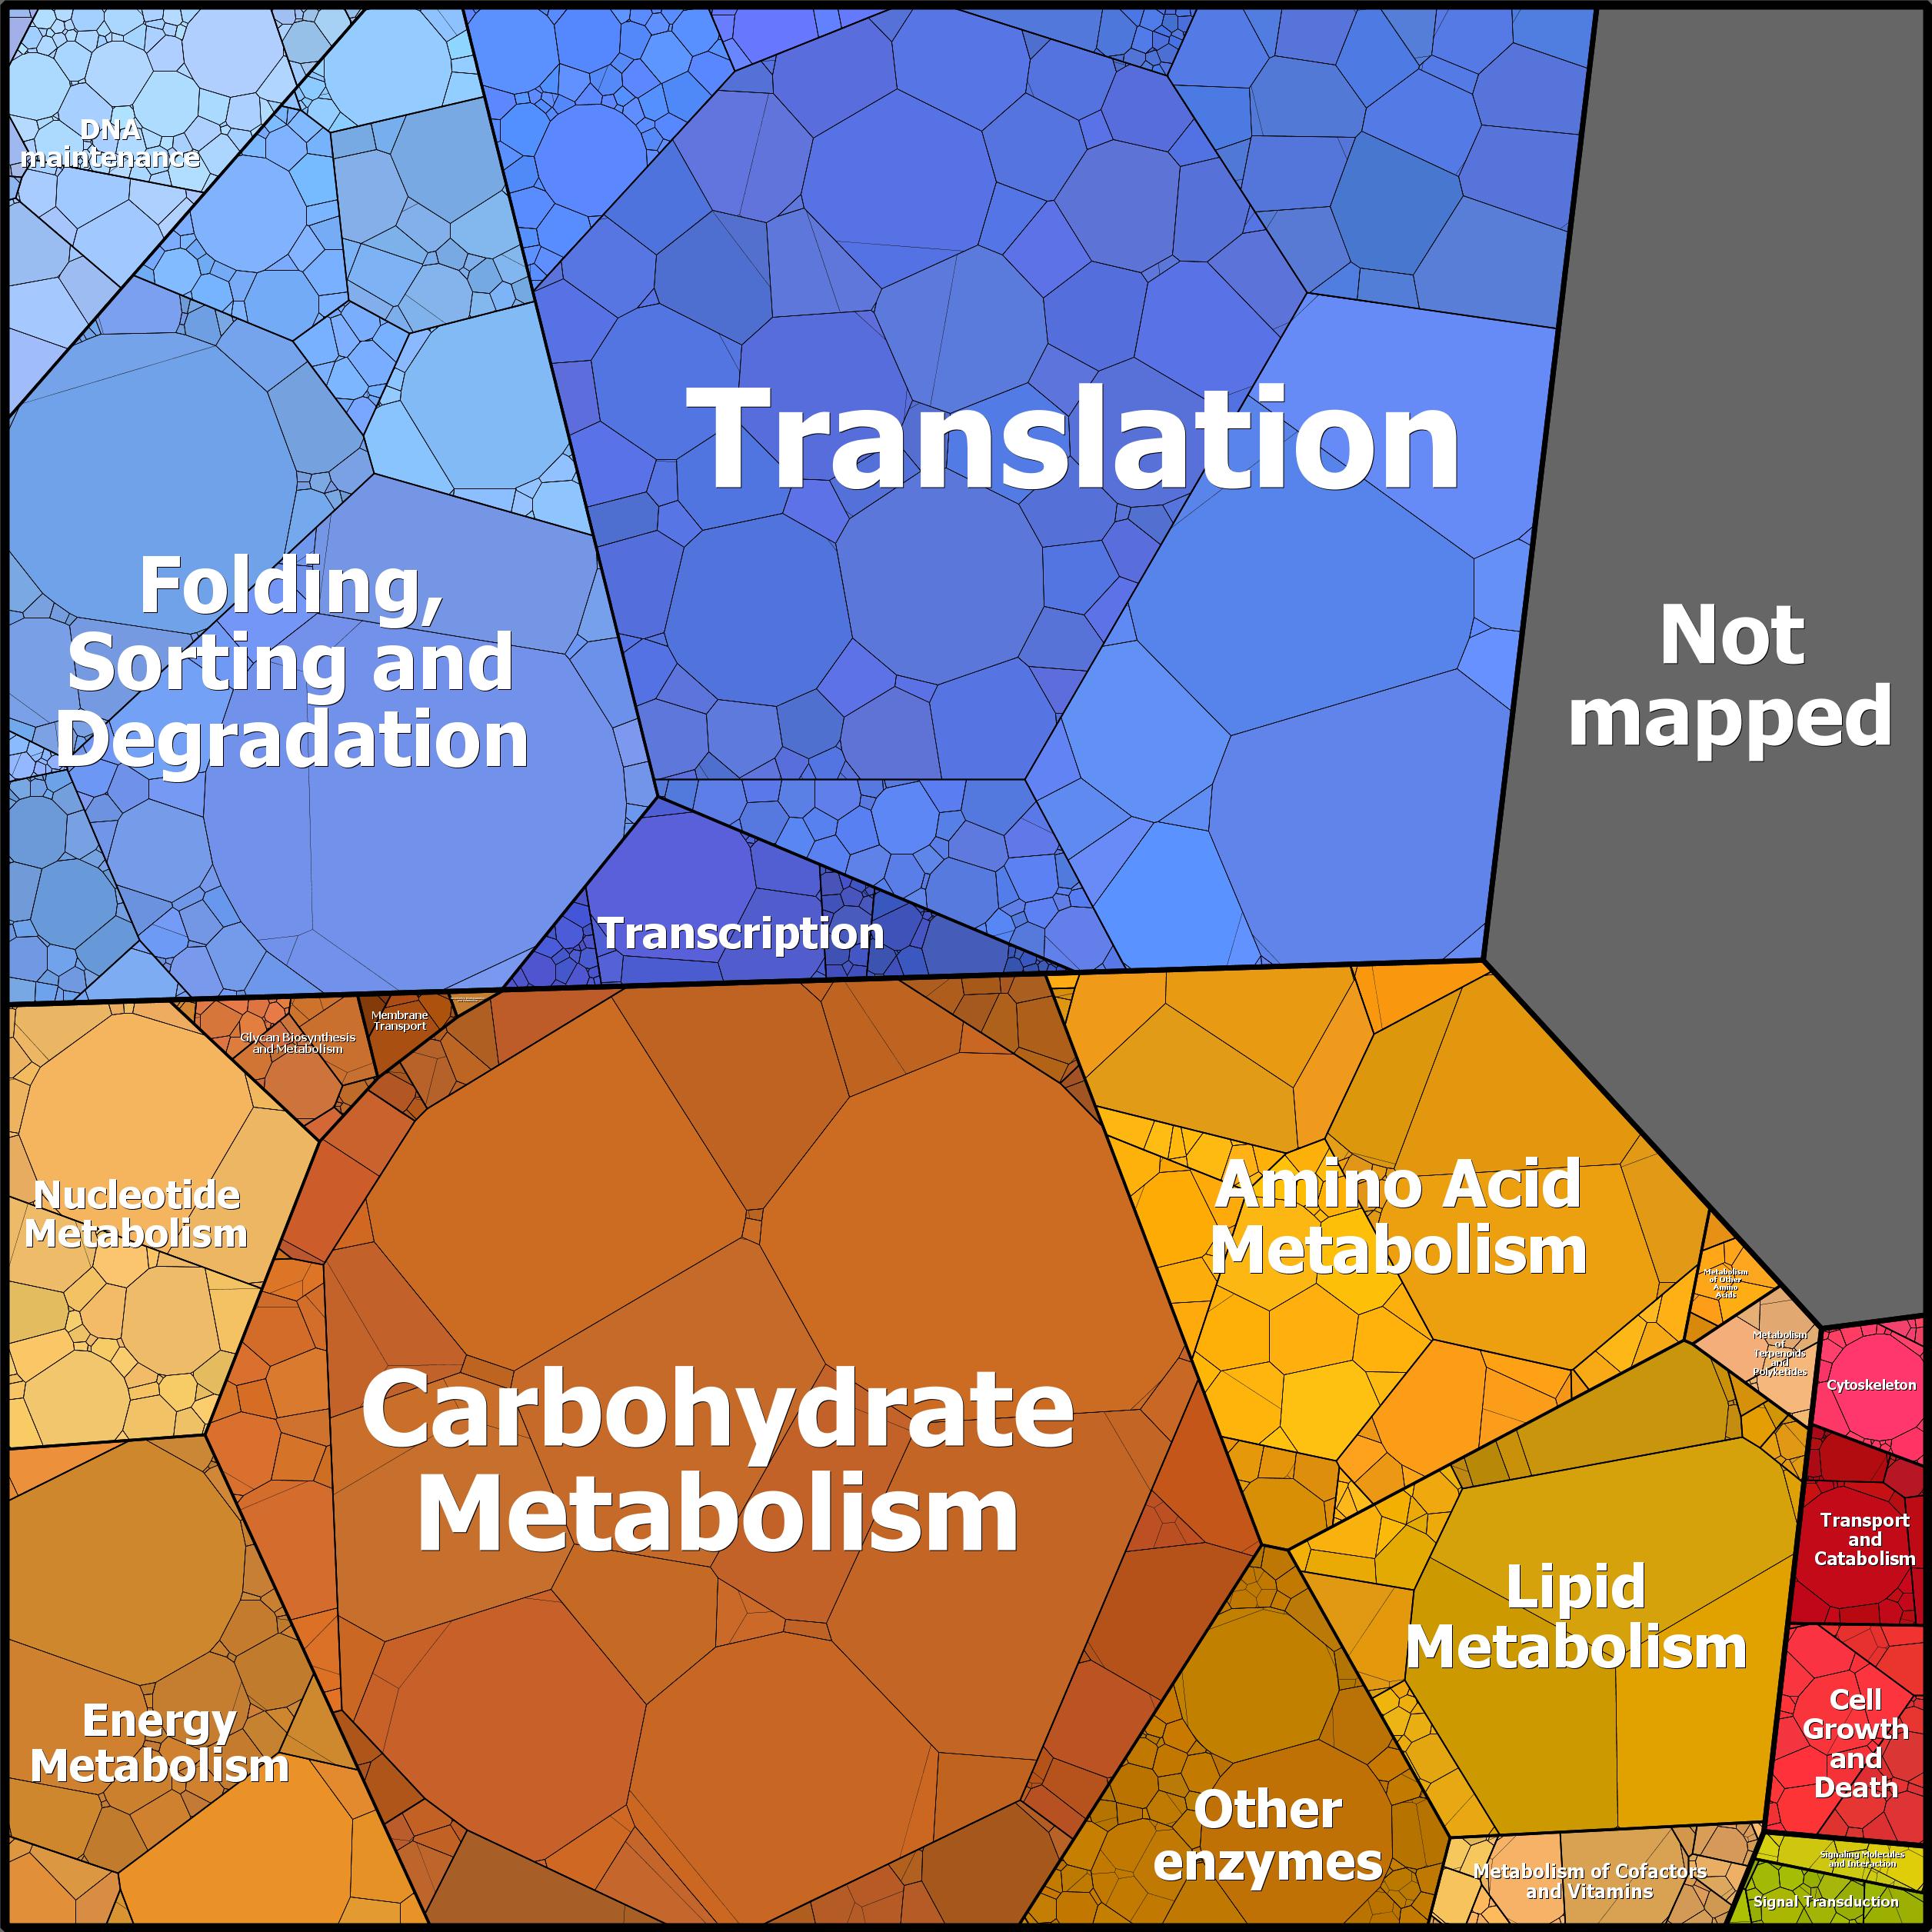 DNA
maintenance
Translation
Folding,
Sorting and
Degradation
Not
mapped
Transcription
Membrane
Transport
Glycan Biosynthesis
and Metabolism
Nucleotide
Metabolism
Amino Acid
Metabolism
Metabolism
of Other
Amino
Acids
Metabolism
of
Terpenoids
and
Polyketides
Cytoskeleton
Carbohydrate
Metabolism
Transport
and
Catabolism
Lipid
Metabolism
Cell
Growth
and
Death
Energy
Metabolism
Other
enzymes
Metabolism of Cofactors
and Vitamins
Signaling Molecules
and Interaction
Signal Transduction